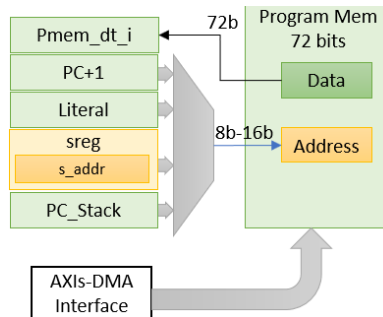 Pmem_dt_i
PC+1
Literal
sreg
s_addr
PC_Stack
72b
8b-16b
Program Mem
72 bits
Data
Address
AXIs-DMA
Interface